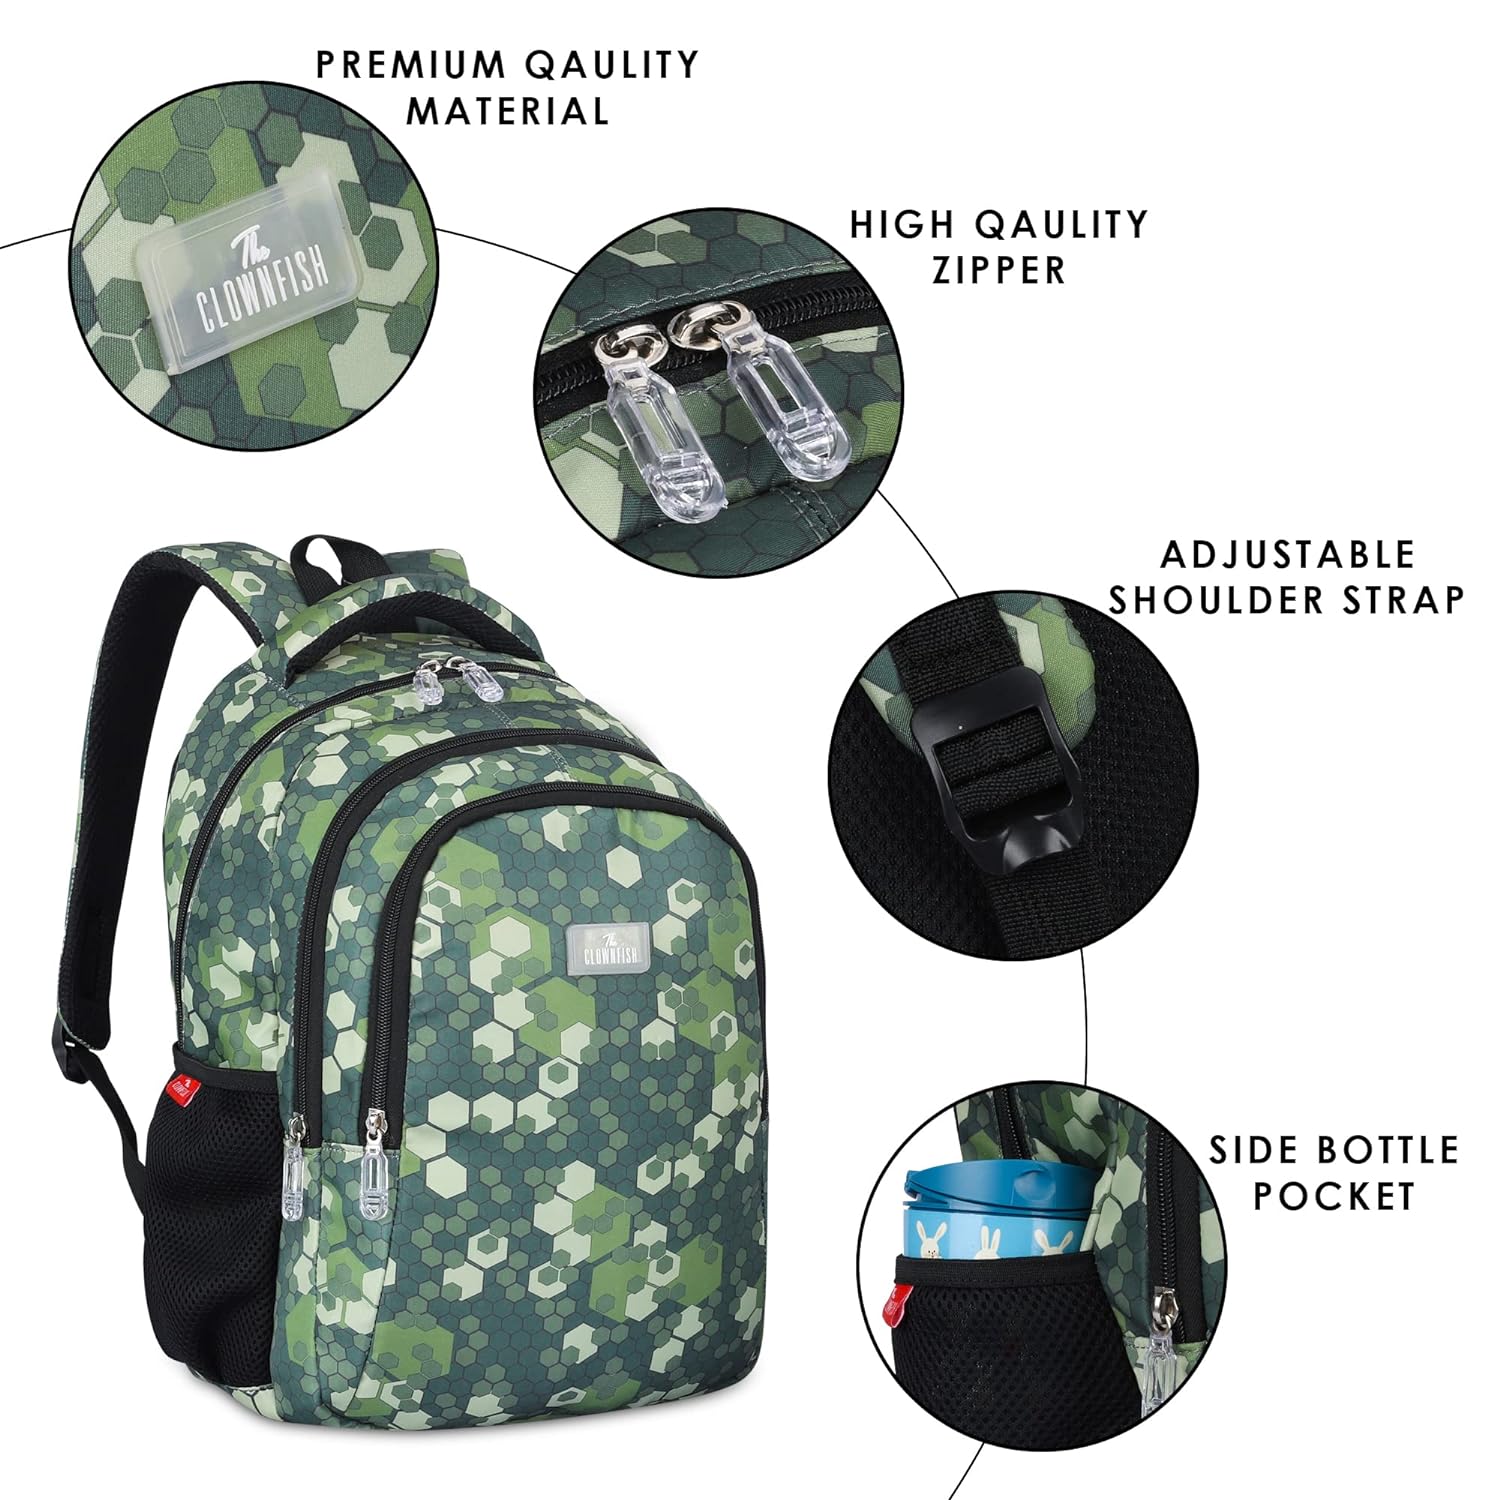 PREMIUM QAULITY
MATERIAL
The
CLOWNFISH
HIGH QAULITY
ZIPPER
ADJUSTABLE
SHOULDER STRAP
The
CLOWNFISH
SIDE BOTTLE
POCKET